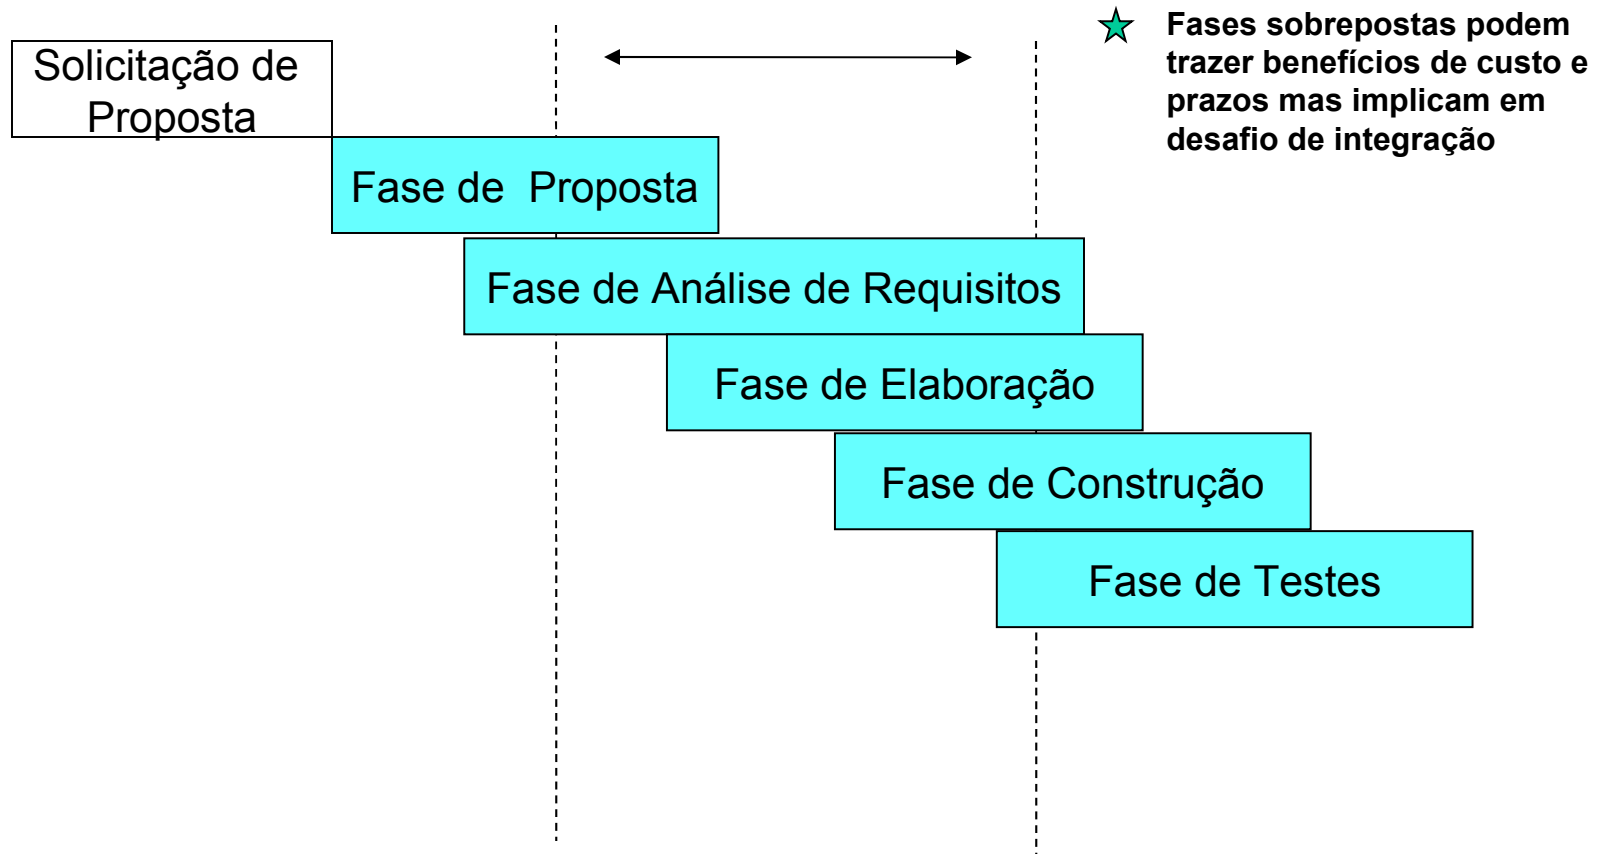 Solicitação de
Proposta
Fases sobrepostas podem
trazer benefícios de custo e
prazos mas implicam em
desafio de integração
Fase de  Proposta
Fase de Análise de Requisitos
Fase de Elaboração
Fase de Construção
Fase de Testes